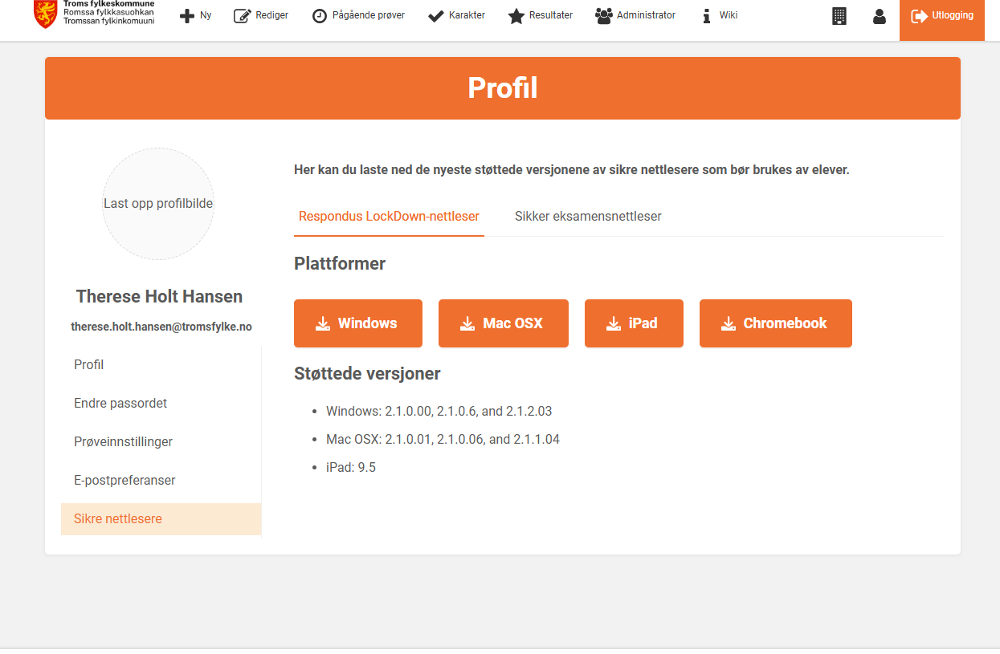 Troms fylkeskommune
Romssa fylkkasuohkan
Tromssan fylkinkomuuni
Ny
Rediger
Pågående prøver
Karakter
Resultater
Administrator
Wiki
Utlogging
Profil
Last opp profilbilde
Therese Holt Hansen
therese.holt.hansen@tromsfylke.no
Profil
Endre passordet
Prøveinnstillinger
E-postpreferanser
Sikre nettlesere
Her kan du laste ned de nyeste støttede versjonene av sikre nettlesere som bør brukes av elever.
Respondus LockDown-nettleser
Sikker eksamensnettleser
Plattformer
Windows
Mac OSX
iPad
Chromebook
Støttede versjoner
• Windows: 2.1.0.00, 2.1.0.6, and 2.1.2.03
• Mac OSX: 2.1.0.01, 2.1.0.06, and 2.1.1.04
• iPad: 9.5